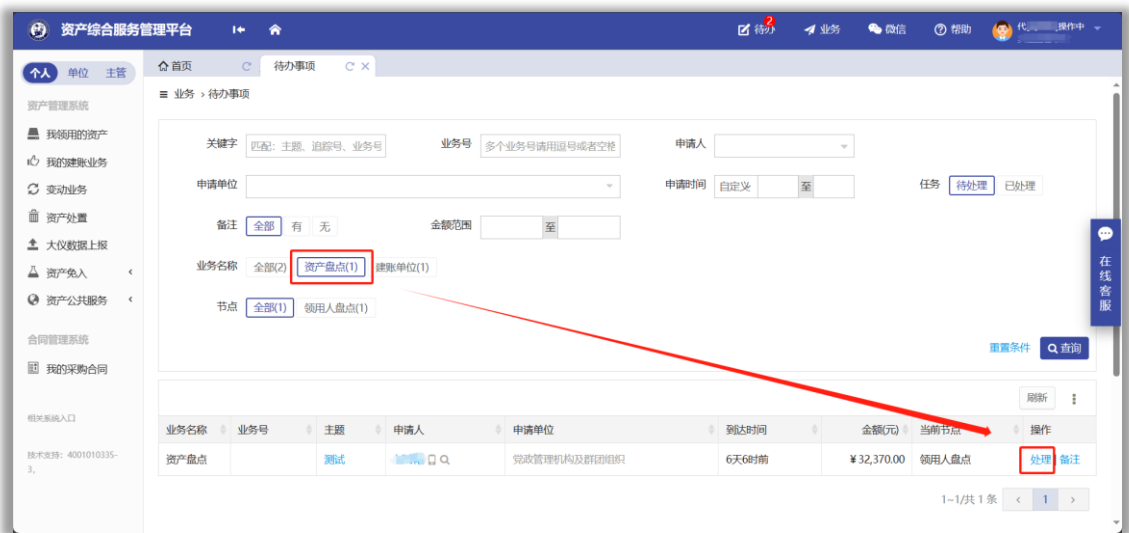 资产综合服务管理平台 待办 2 业务 微信 帮助 代 操作中
个人 单位 主管 首页 待办事项
业务 › 待办事项
资产管理系统
我领用的资产
我的建账业务
变动业务
资产处置
大仪数据上报
资产免入
资产公共服务
合同管理系统
我的采购合同
相关系统入口
技术支持：4001010335-
3、
关键字 匹配：主题、追踪号、业务号 业务号 多个业务号请用逗号或者空格 申请人
申请单位 申请时间 自定义 至 任务 待处理 已处理
备注 全部 有 无 金额范围 至
业务名称 全部(2) 资产盘点(1) 建账单位(1)
节点 全部(1) 领用人盘点(1)
重置条件 查询
刷新
业务名称 业务号 主题 申请人 申请单位 到达时间 金额(元) 当前节点 操作
资产盘点 测试 党政管理机构及群团组织 6天6时前 ¥ 32,370.00 领用人盘点 处理 备注
1~1/共 1 条 ‹ 1 ›
在线客服